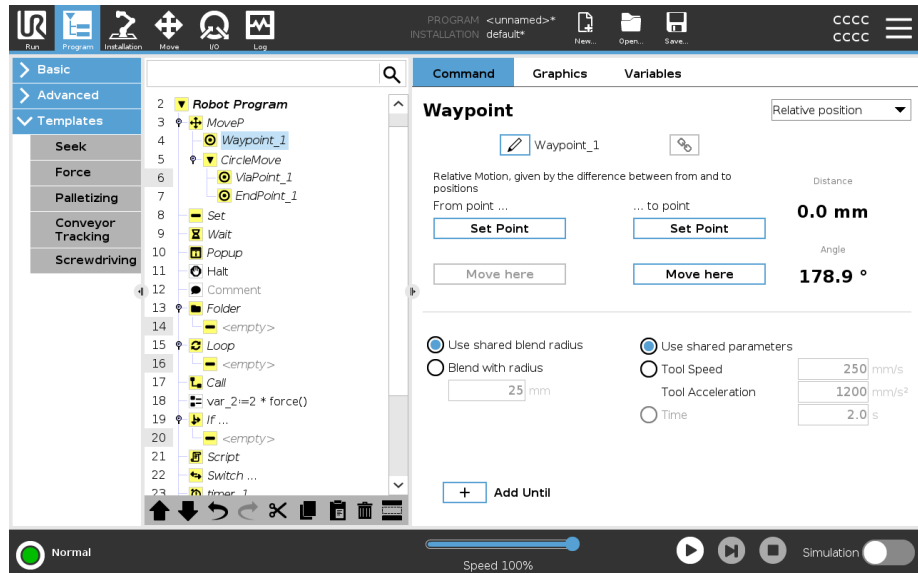 PROGRAM <unnamed>*
INSTALLATION default*
CCCC
CCCC
Run
Program
Installation
Move
I/O
Log
New...
Open...
Save...
Basic
Advanced
Templates
Seek
Force
Palletizing
Conveyor
Tracking
Screwdriving
2 Robot Program
3 MoveP
4 Waypoint_1
5 CircleMove
6 ViaPoint_1
7 EndPoint_1
8 Set
9 Wait
10 Popup
11 Halt
12 Comment
13 Folder
14 <empty>
15 Loop
16 <empty>
17 Call
18 var_2:=2 * force()
19 If ...
20 <empty>
21 Script
22 Switch ...
23 timer_1
Command Graphics Variables
Waypoint
Relative position
Waypoint_1
Relative Motion, given by the difference between from and to
positions
From point ...
... to point
Set Point
Set Point
Move here
Move here
Distance
0.0 mm
Angle
178.9 °
Use shared blend radius
Blend with radius
25 mm
Use shared parameters
Tool Speed 250 mm/s
Tool Acceleration 1200 mm/s²
Time 2.0 s
+ Add Until
Normal
Speed 100%
Simulation